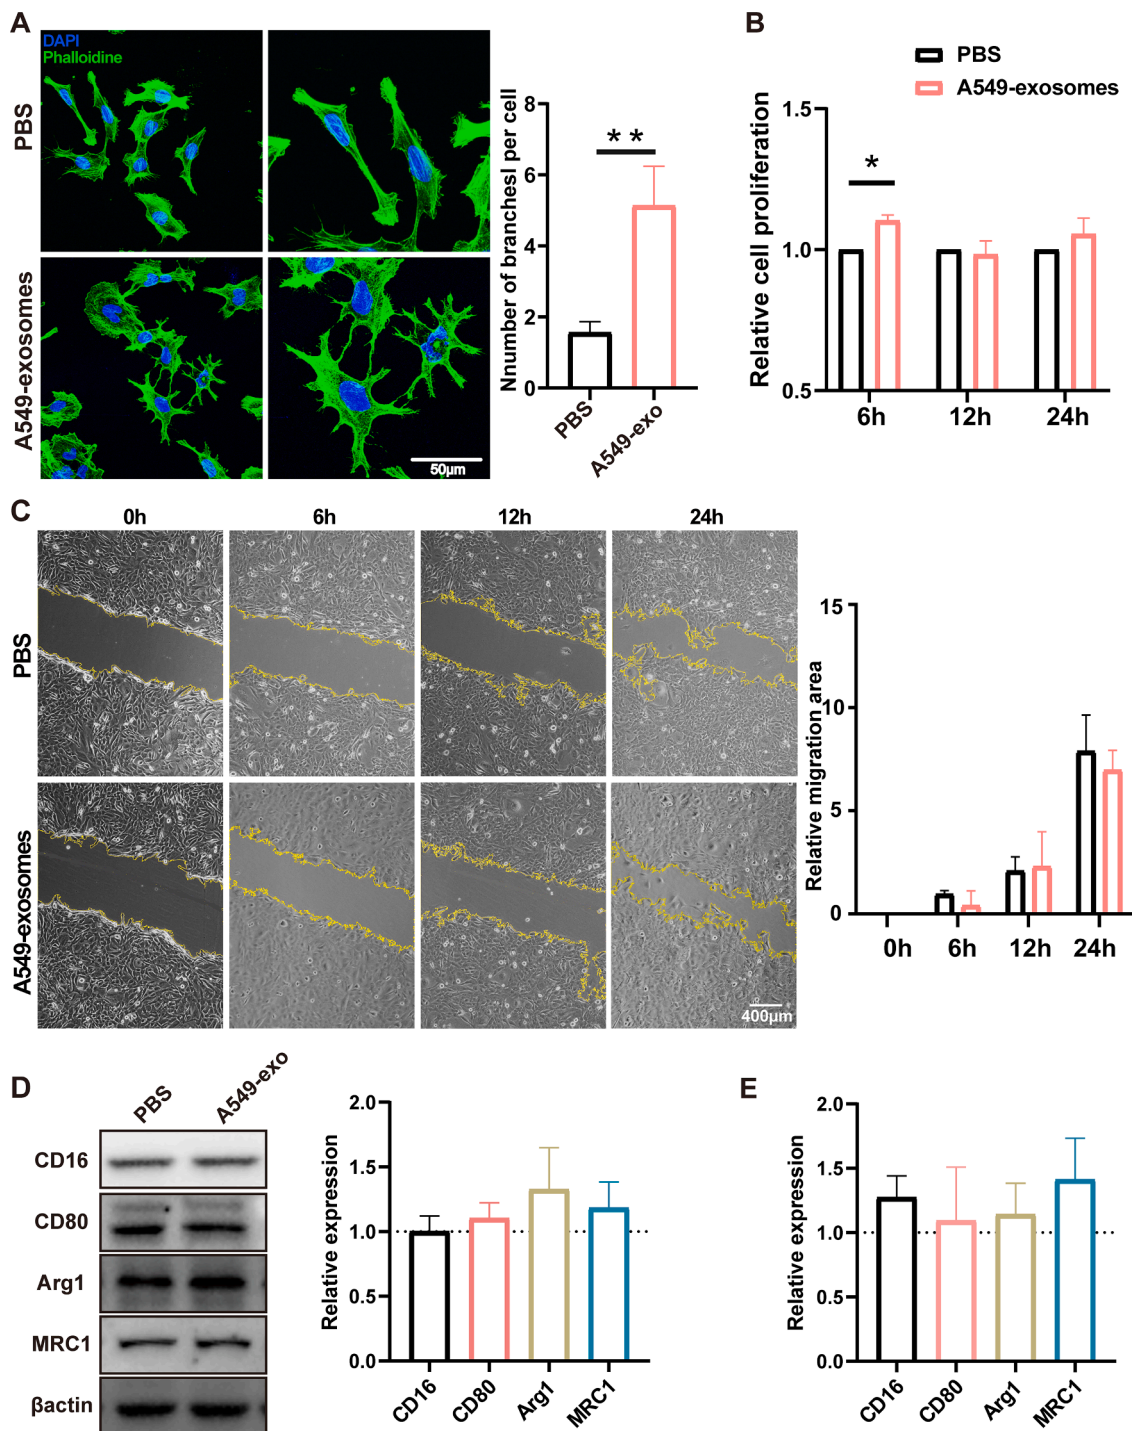 A
DAPI
Phalloidine
PBS
A549-exosomes
50μm
Nnumber of branchesl per cell
8
6
4
2
0
**
PBS
A549-exo
B
PBS
A549-exosomes
Relative cell proliferation
1.5
1.0
0.5
*
6h
12h
24h
C
0h
6h
12h
24h
PBS
A549-exosomes
400μm
Relative migration area
15
10
5
0
0h
6h
12h
24h
D
PBS
A549-exo
CD16
CD80
Arg1
MRC1
βactin
Relative expression
2.0
1.5
1.0
0.5
0.0
CD16
CD80
Arg1
MRC1
E
Relative expression
2.0
1.5
1.0
0.5
0.0
CD16
CD80
Arg1
MRC1